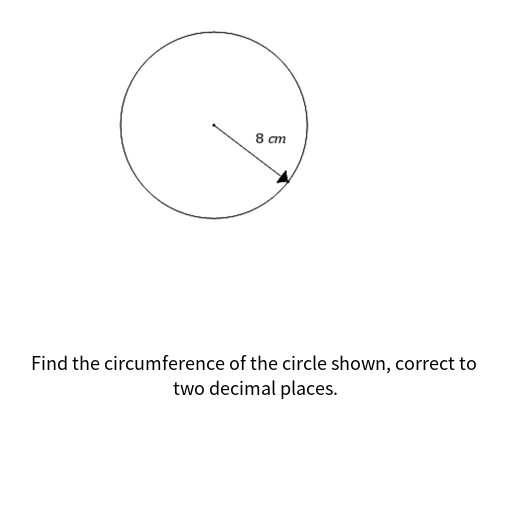 8 cm
Find the circumference of the circle shown, correct to
two decimal places.